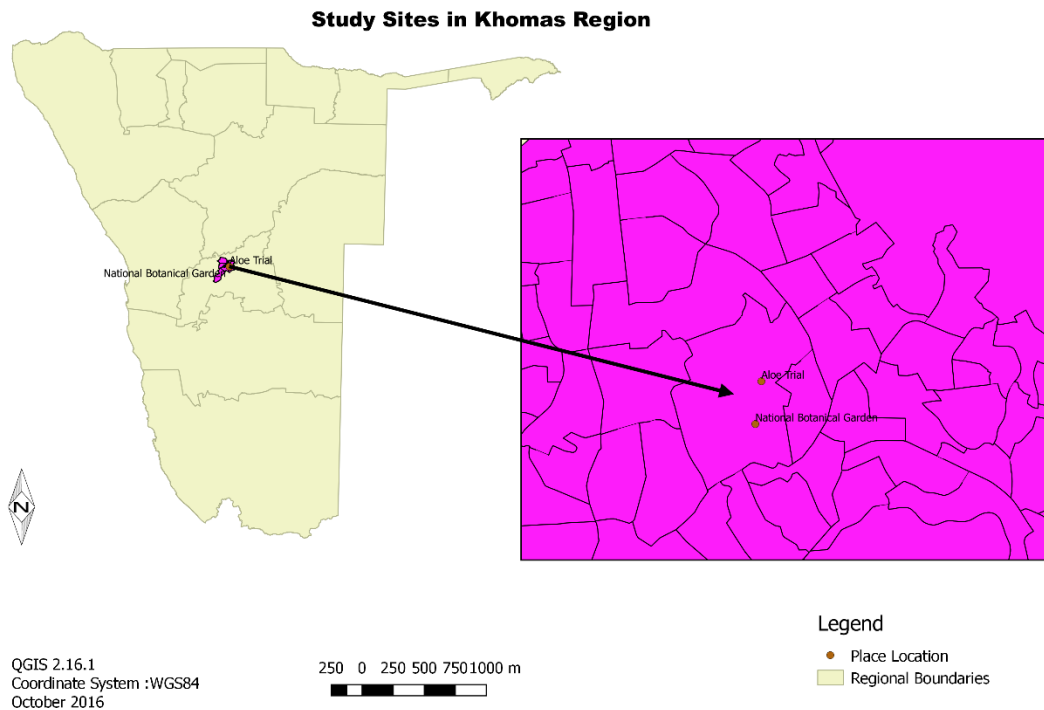 Study Sites in Khomas Region
Aloe Trial
National Botanical Garden
Aloe Trial
National Botanical Garden
N
Legend
Place Location
Regional Boundaries
QGIS 2.16.1
Coordinate System :WGS84
October 2016
250 0 250 500 750 1000 m